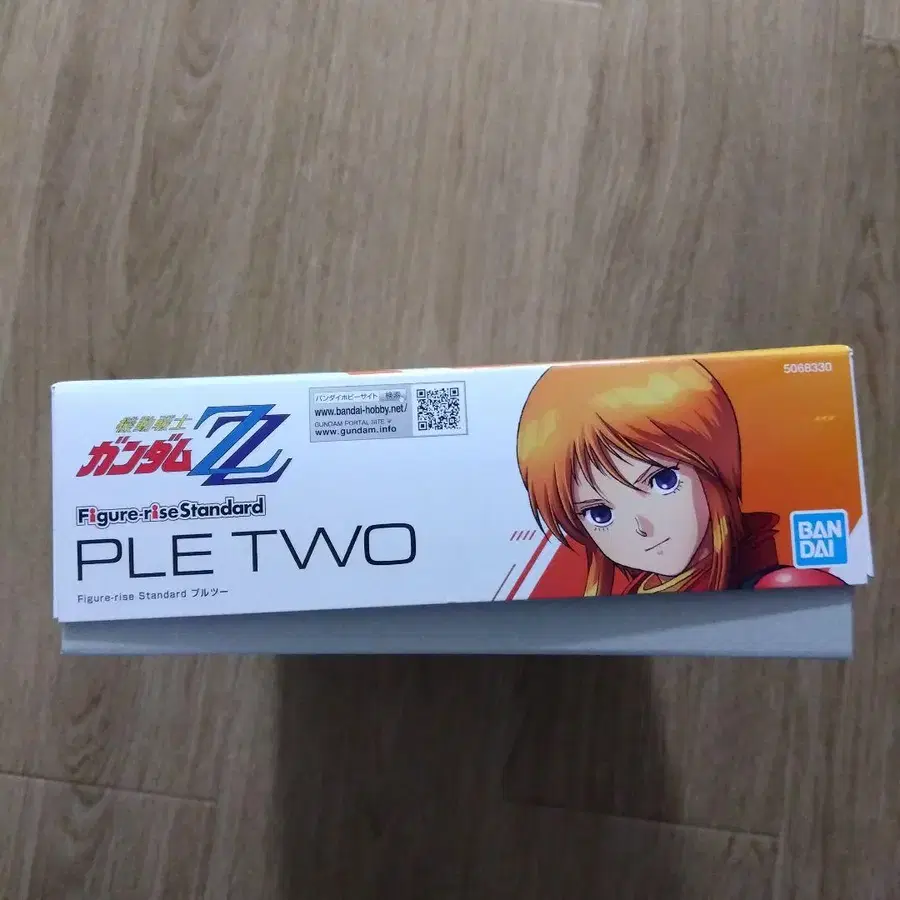 機動戦士
ガンダムZZ
バンダイホビーサイト 検索
www.bandai-hobby.net/
GUNDAM PORTAL SITE
www.gundam.info
5068330
Figure-rise Standard
PLE TWO
Figure-rise Standard プルツー
BAN
DAI